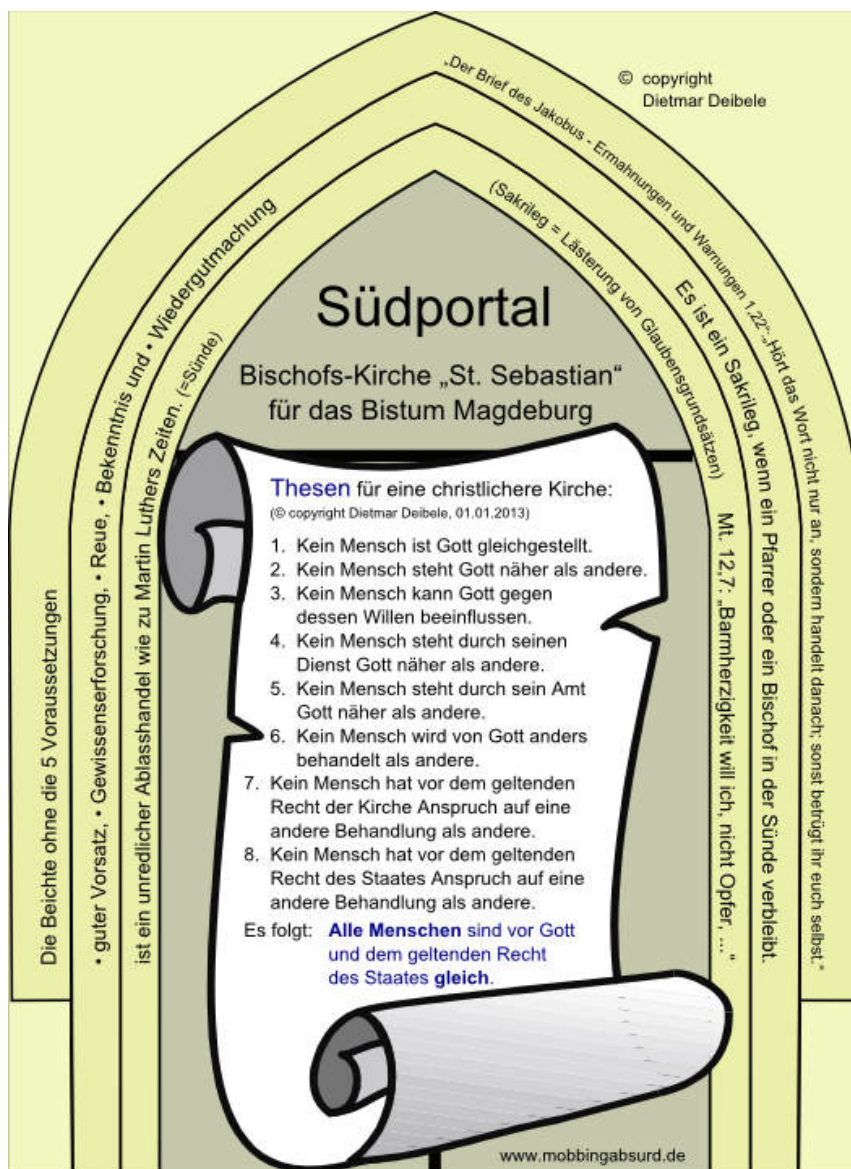 © copyright
Dietmar Deibele
Die Beichte ohne die 5 Voraussetzungen
• guter Vorsatz, • Gewissenserforschung, • Reue, • Bekenntnis und • Wiedergutmachung
ist ein unredlicher Ablasshandel wie zu Martin Luthers Zeiten. (=Sünde)
„Der Brief des Jakobus - Ermahnungen und Warnungen 1,22“:„Hört das Wort nicht nur an, sondern handelt danach; sonst betrügt ihr euch selbst.“
Es ist ein Sakrileg, wenn ein Pfarrer oder ein Bischof in der Sünde verbleibt.
(Sakrileg = Lästerung von Glaubensgrundsätzen)
Mt. 12,7: „Barmherzigkeit will ich, nicht Opfer, ...“
Südportal
Bischofs-Kirche „St. Sebastian“
für das Bistum Magdeburg
Thesen für eine christlichere Kirche:
(© copyright Dietmar Deibele, 01.01.2013)
1. Kein Mensch ist Gott gleichgestellt.
2. Kein Mensch steht Gott näher als andere.
3. Kein Mensch kann Gott gegen
dessen Willen beeinflussen.
4. Kein Mensch steht durch seinen
Dienst Gott näher als andere.
5. Kein Mensch steht durch sein Amt
Gott näher als andere.
6. Kein Mensch wird von Gott anders
behandelt als andere.
7. Kein Mensch hat vor dem geltenden
Recht der Kirche Anspruch auf eine
andere Behandlung als andere.
8. Kein Mensch hat vor dem geltenden
Recht des Staates Anspruch auf eine
andere Behandlung als andere.
Es folgt: Alle Menschen sind vor Gott
und dem geltenden Recht
des Staates gleich.
www.mobbingabsurd.de